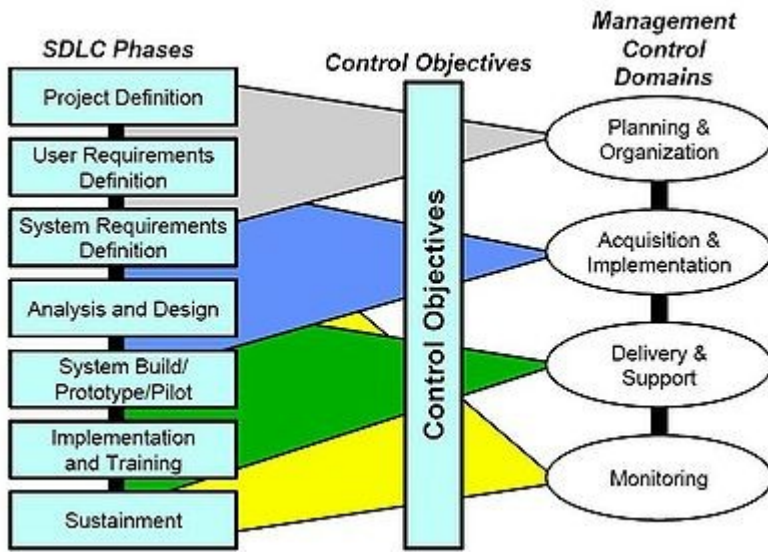 SDLC Phases
Project Definition
User Requirements
Definition
System Requirements
Definition
Analysis and Design
System Build/
Prototype/Pilot
Implementation
and Training
Sustainment
Control Objectives
Control Objectives
Management
Control
Domains
Planning &
Organization
Acquisition &
Implementation
Delivery &
Support
Monitoring